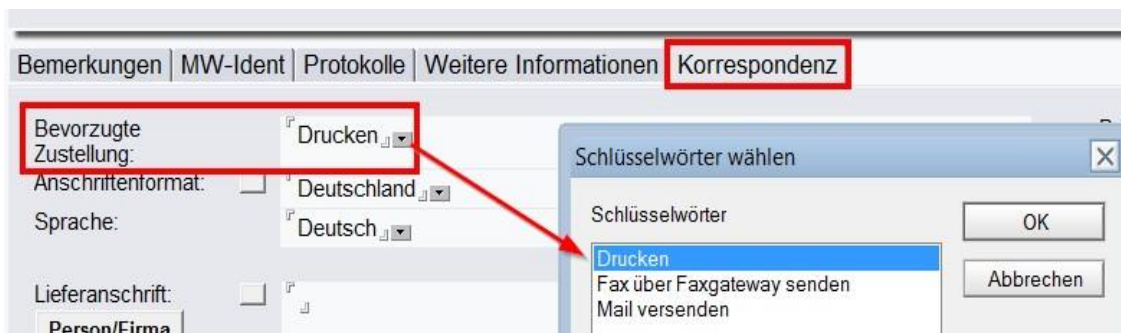 Bemerkungen MW-Ident Protokolle Weitere Informationen Korrespondenz
Bevorzugte
Zustellung:
Drucken
Anschriftenformat:
Deutschland
Sprache:
Deutsch
Lieferanschrift:
Person/Firma
Schlüsselwörter wählen
Schlüsselwörter
Drucken
Fax über Faxgateway senden
Mail versenden
OK
Abbrechen